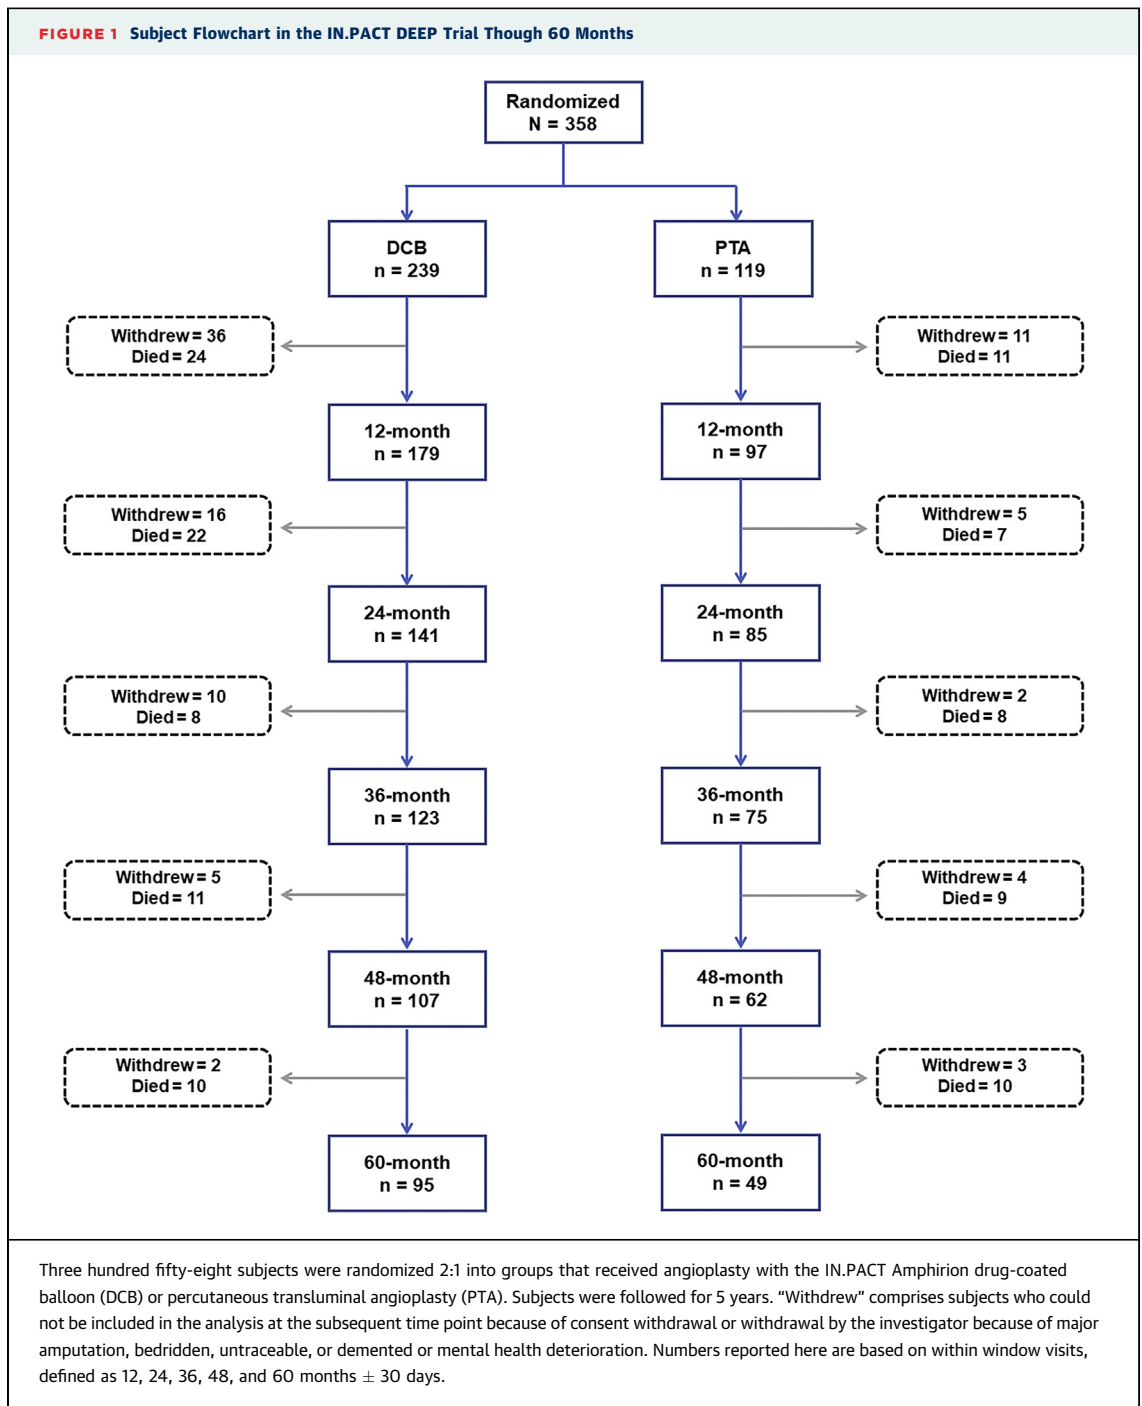 FIGURE 1 Subject Flowchart in the IN.PACT DEEP Trial Though 60 Months
Randomized
N = 358
DCB
n = 239
PTA
n = 119
Withdrew = 36
Died = 24
Withdrew = 11
Died = 11
12-month
n = 179
12-month
n = 97
Withdrew = 16
Died = 22
Withdrew = 5
Died = 7
24-month
n = 141
24-month
n = 85
Withdrew = 10
Died = 8
Withdrew = 2
Died = 8
36-month
n = 123
36-month
n = 75
Withdrew = 5
Died = 11
Withdrew = 4
Died = 9
48-month
n = 107
48-month
n = 62
Withdrew = 2
Died = 10
Withdrew = 3
Died = 10
60-month
n = 95
60-month
n = 49
Three hundred fifty-eight subjects were randomized 2:1 into groups that received angioplasty with the IN.PACT Amphirion drug-coated
balloon (DCB) or percutaneous transluminal angioplasty (PTA). Subjects were followed for 5 years. “Withdrew” comprises subjects who could
not be included in the analysis at the subsequent time point because of consent withdrawal or withdrawal by the investigator because of major
amputation, bedridden, untraceable, or demented or mental health deterioration. Numbers reported here are based on within window visits,
defined as 12, 24, 36, 48, and 60 months ± 30 days.